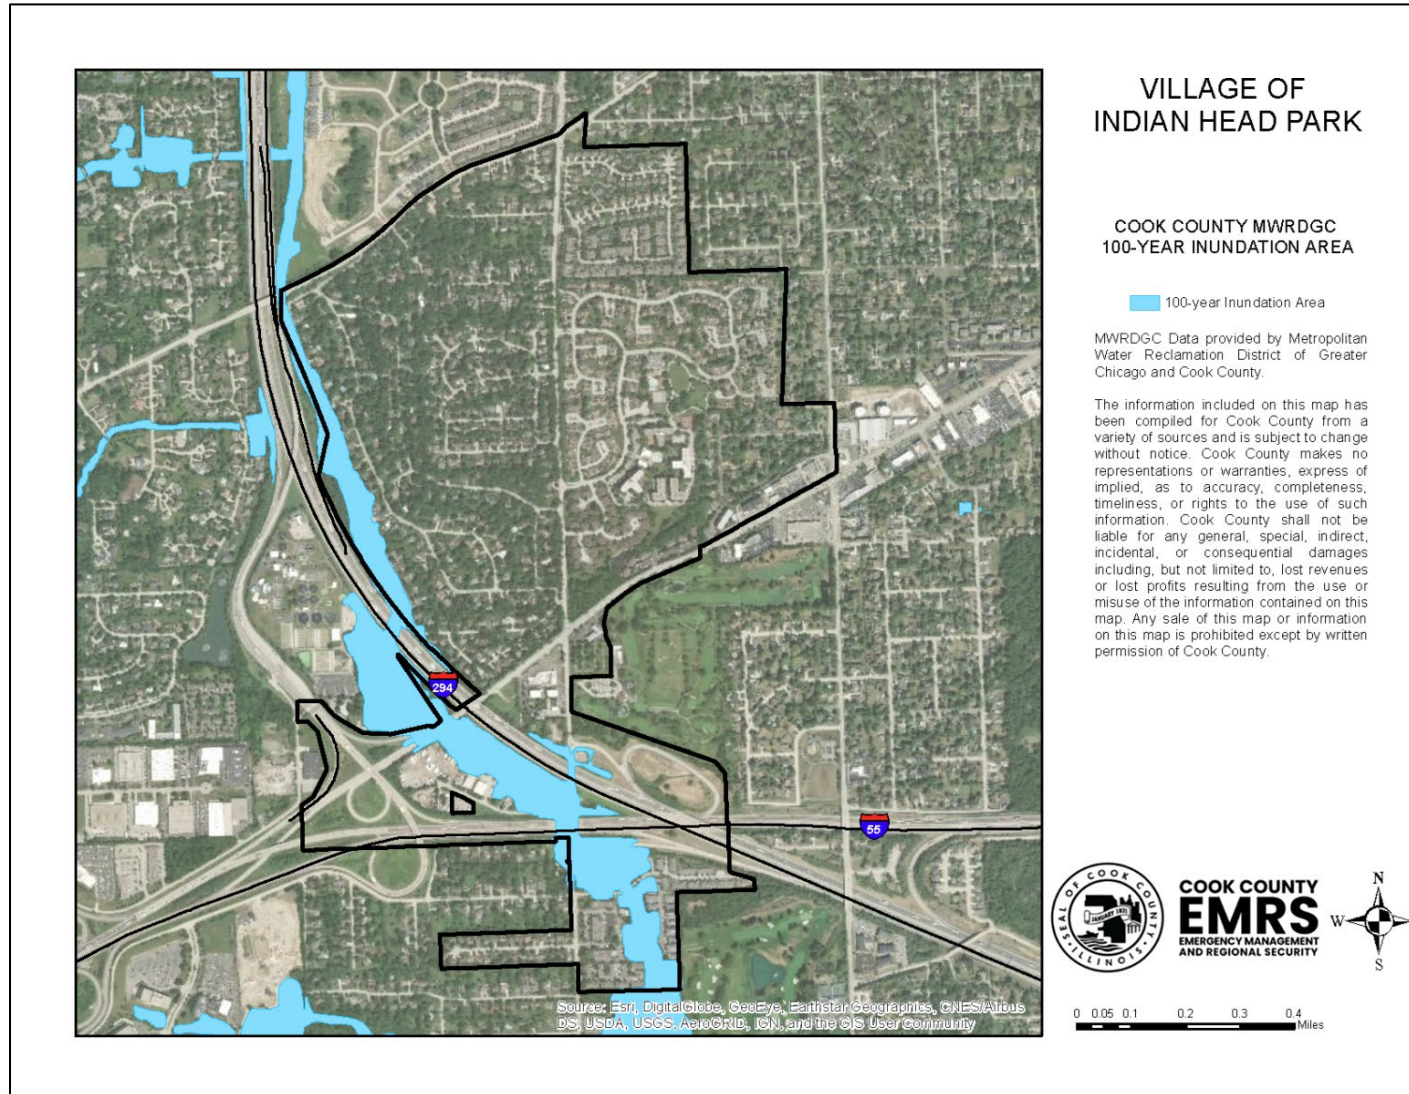 VILLAGE OF
INDIAN HEAD PARK
COOK COUNTY MWRDGC
100-YEAR INUNDATION AREA
100-year Inundation Area
MWRDGC Data provided by Metropolitan
Water Reclamation District of Greater
Chicago and Cook County.
The information included on this map has
been compiled for Cook County from a
variety of sources and is subject to change
without notice. Cook County makes no
representations or warranties, express of
implied, as to accuracy, completeness,
timeliness, or rights to the use of such
information. Cook County shall not be
liable for any general, special, indirect,
incidental, or consequential damages
including, but not limited to, lost revenues
or lost profits resulting from the use or
misuse of the information contained on this
map. Any sale of this map or information
on this map is prohibited except by written
permission of Cook County.
294
55
SEAL OF COOK COUNTY
JANUARY 1831
ILLINOIS
COOK COUNTY
EMRS
EMERGENCY MANAGEMENT
AND REGIONAL SECURITY
N
W
S
0 0.05 0.1 0.2 0.3 0.4
Miles
Source: Esri, DigitalGlobe, GeoEye, Earthstar Geographics, CNES/Airbus
DS, USDA, USGS, AeroGRID, IGN, and the GIS User Community